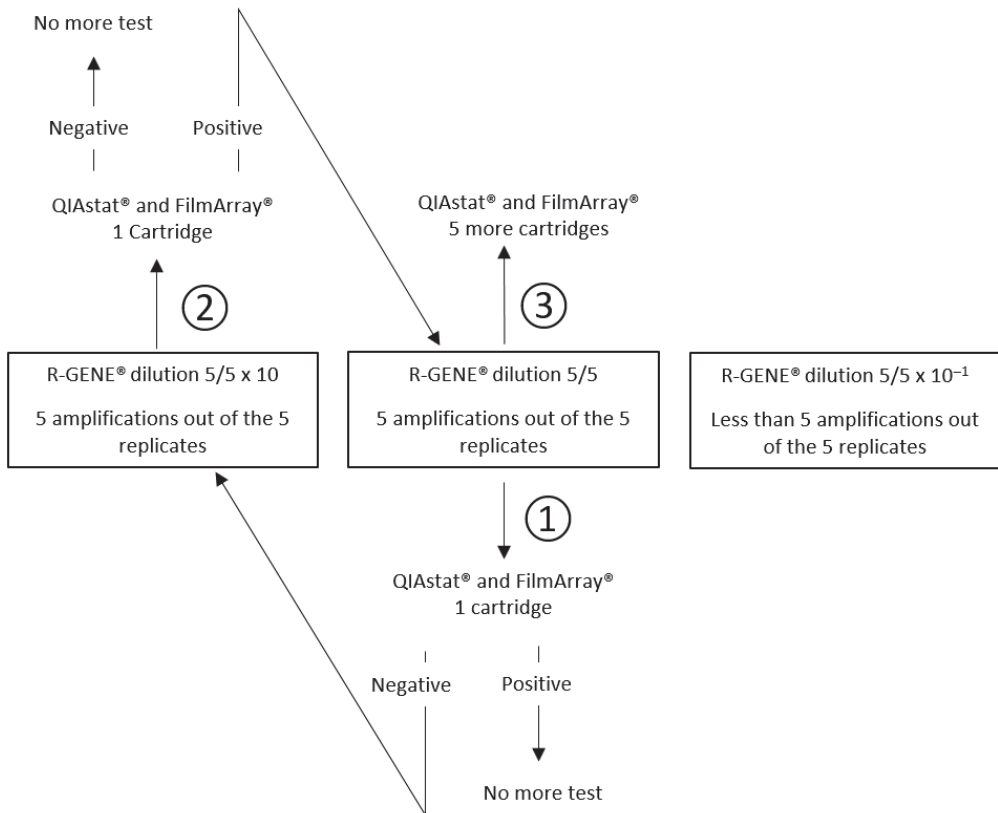 No more test
Negative
Positive
QIAstat® and FilmArray®
1 Cartridge
QIAstat® and FilmArray®
5 more cartridges
②
③
R-GENE® dilution 5/5 x 10
5 amplifications out of the 5
replicates
R-GENE® dilution 5/5
5 amplifications out of the 5
replicates
R-GENE® dilution 5/5 x 10⁻¹
Less than 5 amplifications out
of the 5 replicates
①
QIAstat® and FilmArray®
1 cartridge
Negative
Positive
No more test